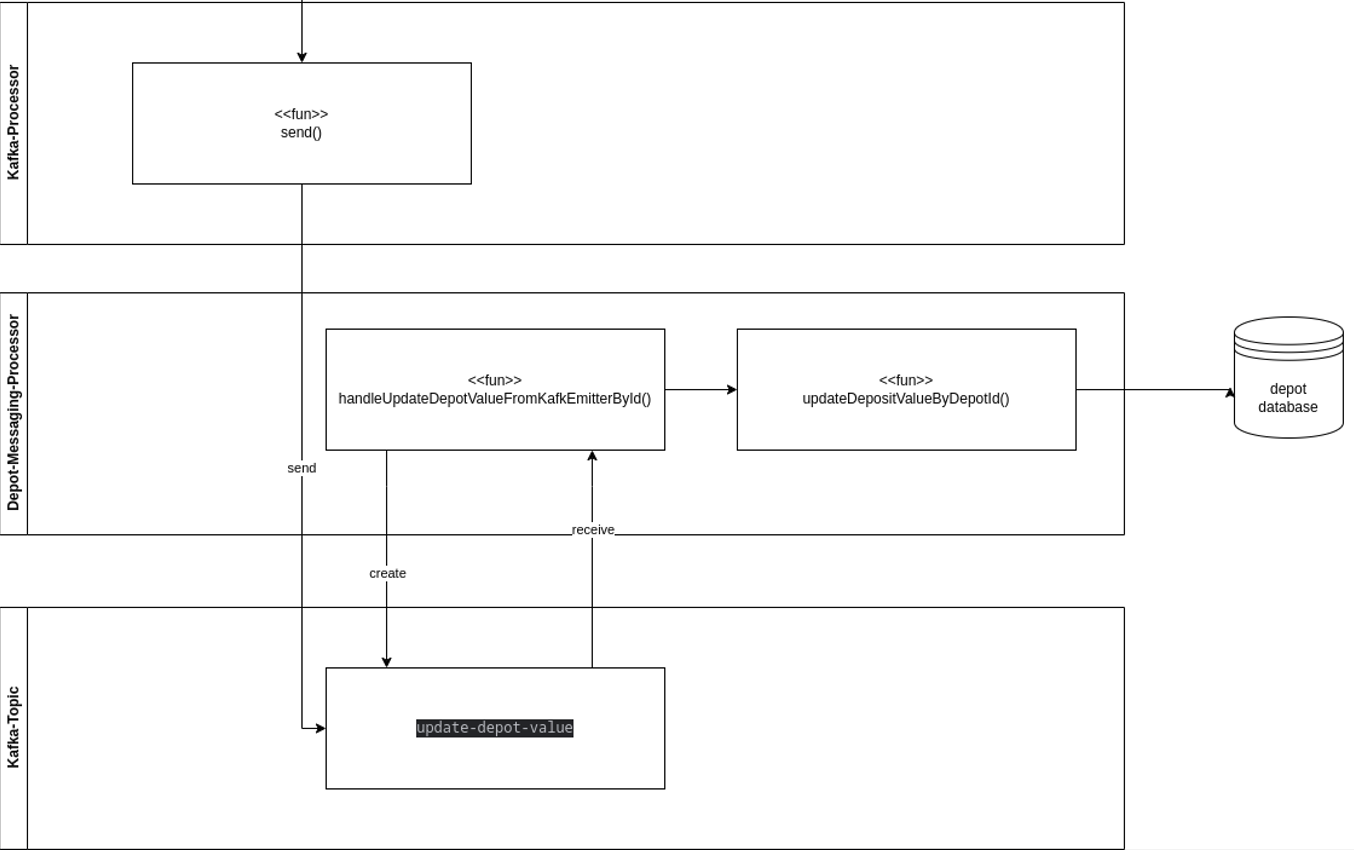 Kafka-Processor
<<fun>>
send()
Depot-Messaging-Processor
<<fun>>
handleUpdateDepotValueFromKafkEmitterById()
<<fun>>
updateDepositValueByDepotId()
depot
database
send
receive
create
Kafka-Topic
update-depot-value